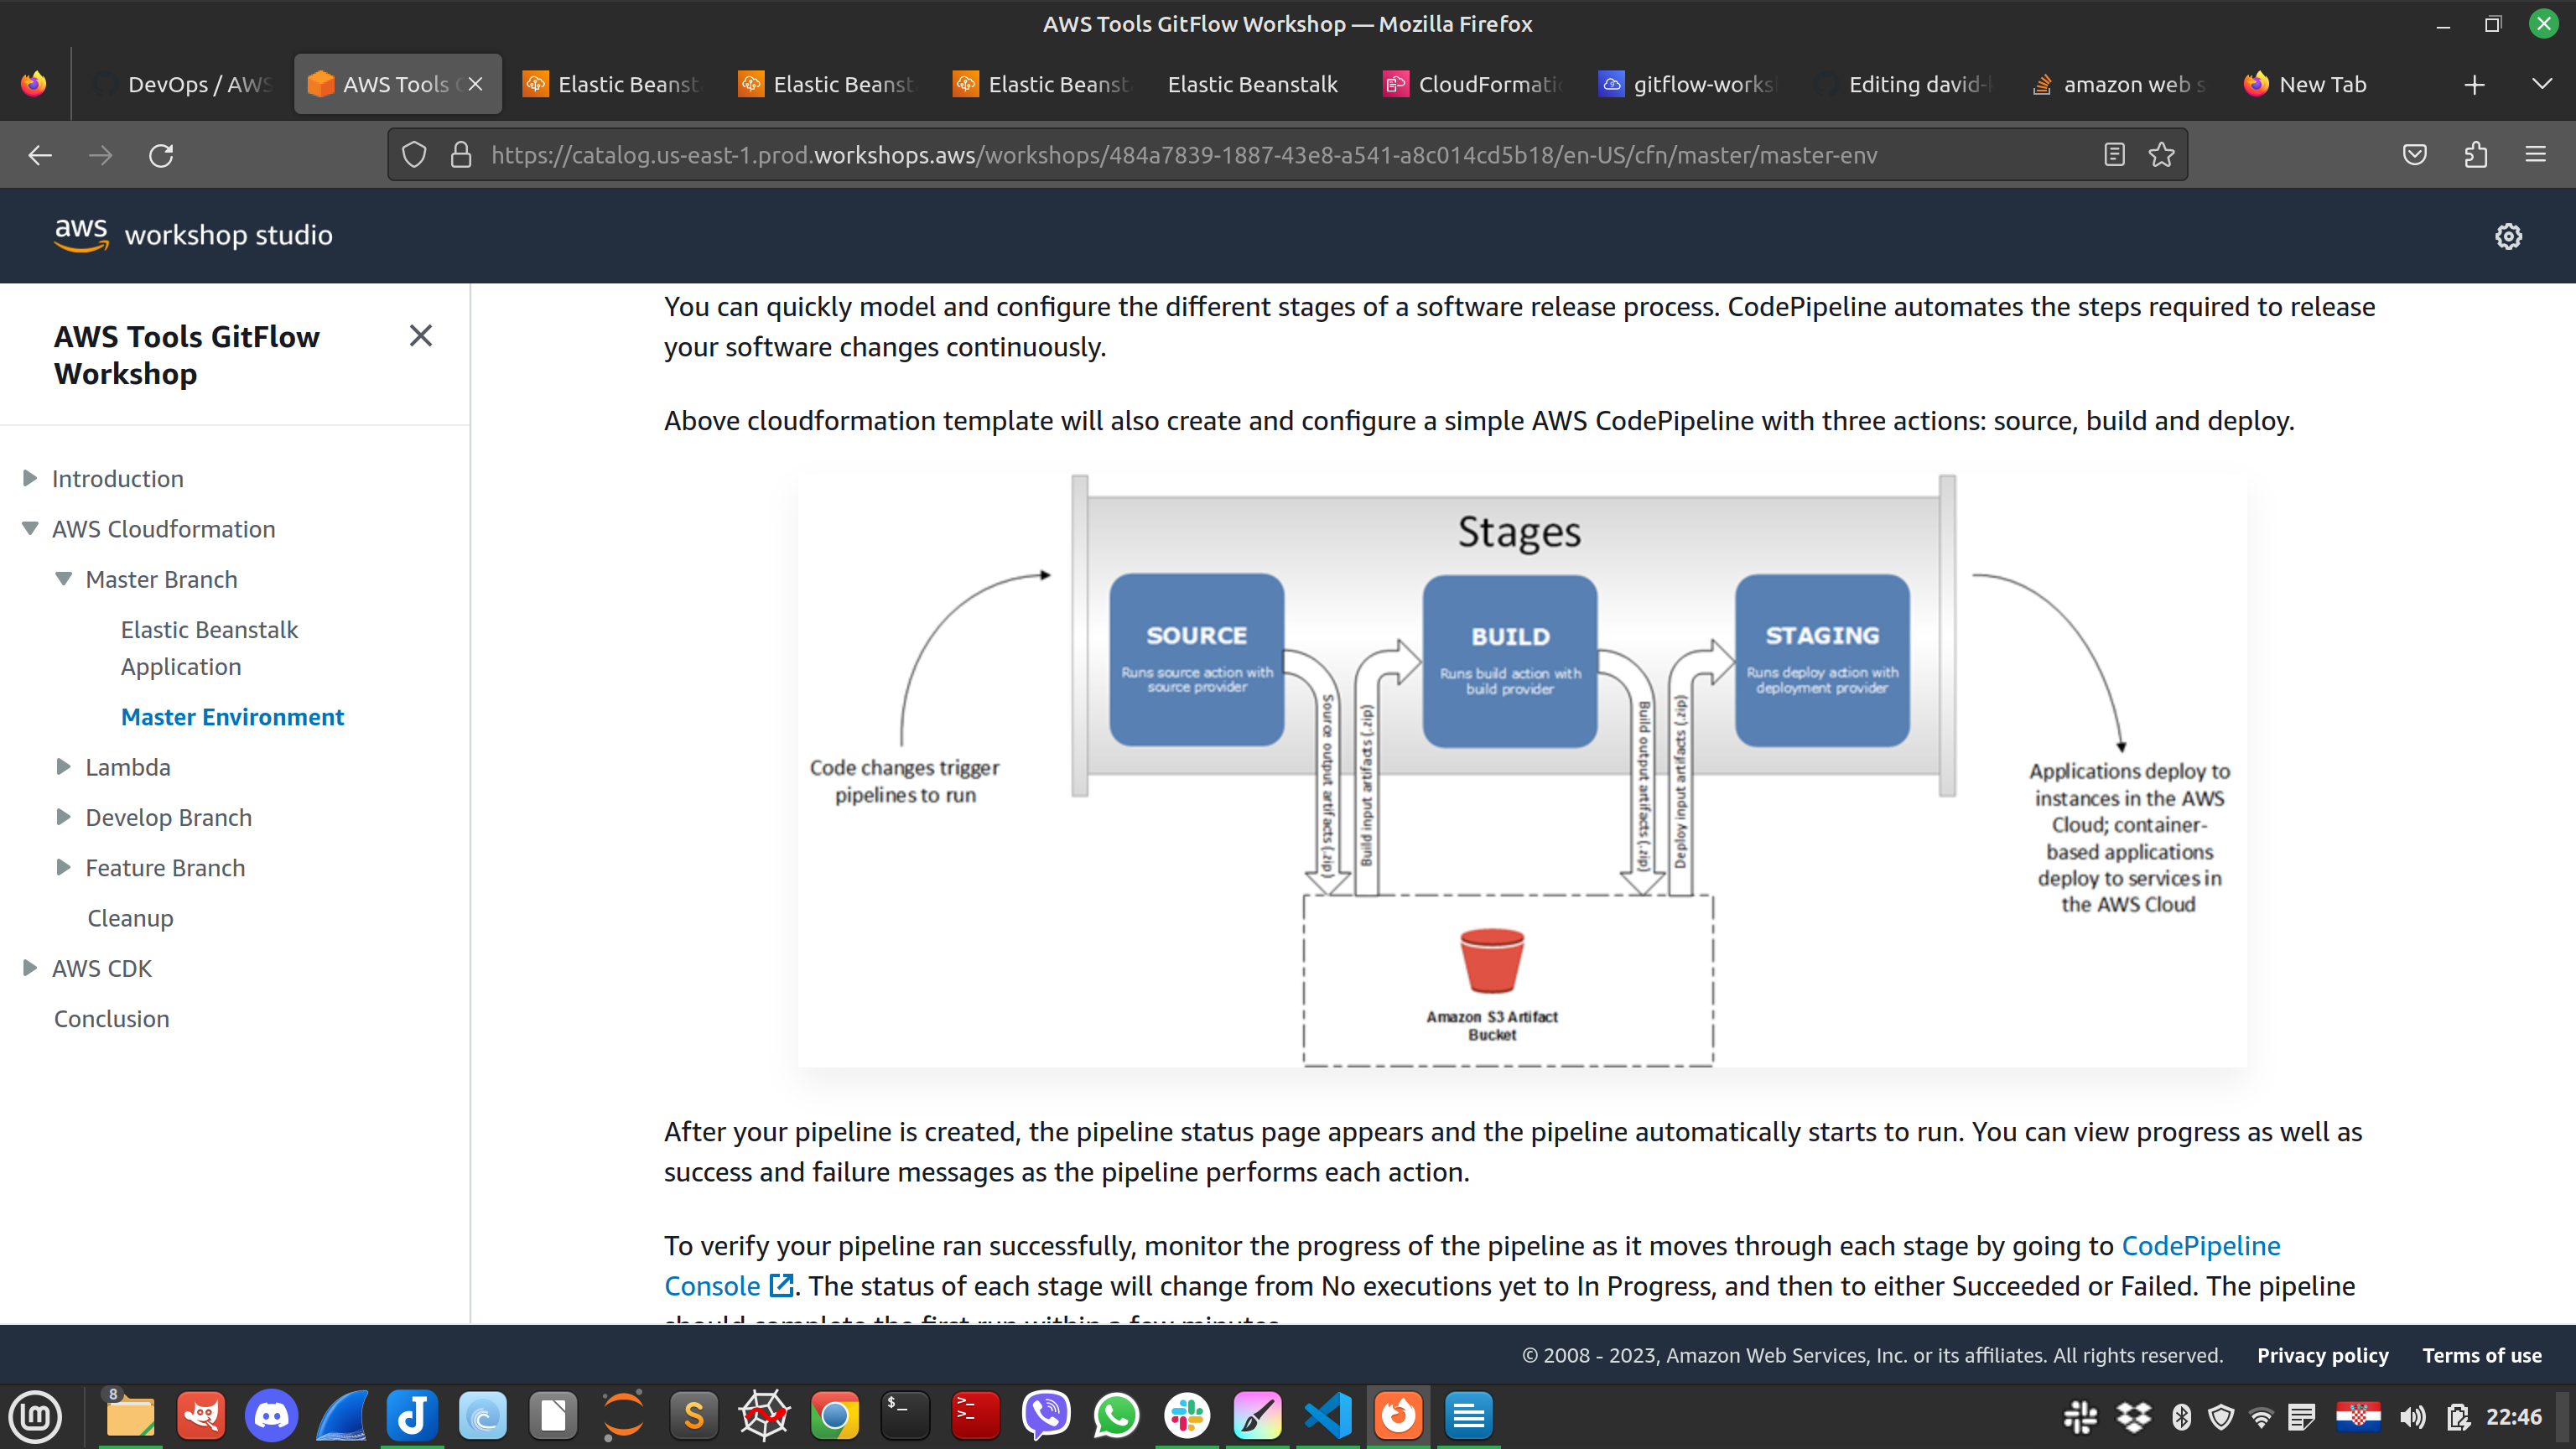 AWS Tools GitFlow Workshop — Mozilla Firefox
DevOps / AWS
AWS Tools
Elastic Beanst
Elastic Beanst
Elastic Beanst
Elastic Beanstalk
CloudFormatio
gitflow-works
Editing david-
amazon web s
New Tab
https://catalog.us-east-1.prod.workshops.aws/workshops/484a7839-1887-43e8-a541-a8c014cd5b18/en-US/cfn/master/master-env
aws workshop studio
AWS Tools GitFlow
Workshop
Introduction
AWS Cloudformation
Master Branch
Elastic Beanstalk
Application
Master Environment
Lambda
Develop Branch
Feature Branch
Cleanup
AWS CDK
Conclusion
You can quickly model and configure the different stages of a software release process. CodePipeline automates the steps required to release
your software changes continuously.
Above cloudformation template will also create and configure a simple AWS CodePipeline with three actions: source, build and deploy.
Stages
SOURCE
Runs source action with
source provider
BUILD
Runs build action with
build provider
STAGING
Runs deploy action with
deployment provider
Source output artifacts (.zip)
Build input artifacts (.zip)
Build output artifacts (.zip)
Deploy input artifacts (.zip)
Code changes trigger
pipelines to run
Applications deploy to
instances in the AWS
Cloud; container-
based applications
deploy to services in
the AWS Cloud
Amazon S3 Artifact
Bucket
After your pipeline is created, the pipeline status page appears and the pipeline automatically starts to run. You can view progress as well as
success and failure messages as the pipeline performs each action.
To verify your pipeline ran successfully, monitor the progress of the pipeline as it moves through each stage by going to CodePipeline
Console. The status of each stage will change from No executions yet to In Progress, and then to either Succeeded or Failed. The pipeline
should complete the first run within a few minutes.
© 2008 - 2023, Amazon Web Services, Inc. or its affiliates. All rights reserved.
Privacy policy
Terms of use
8
22:46